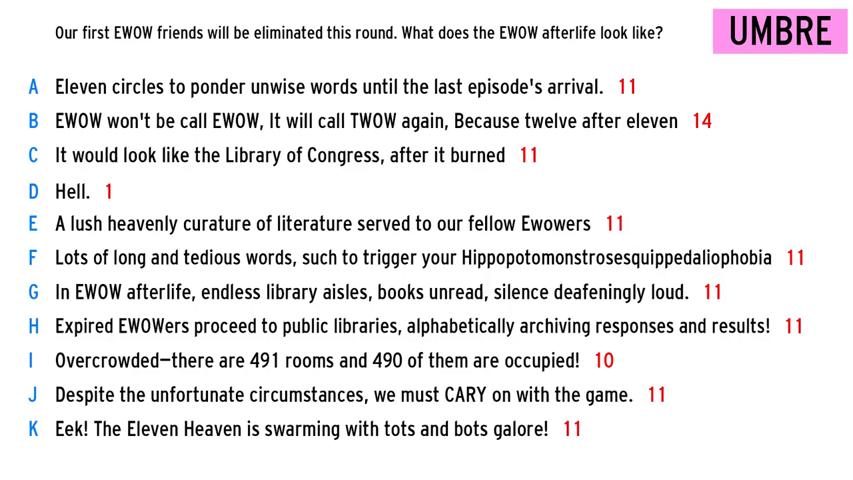 Our first EWOW friends will be eliminated this round. What does the EWOW afterlife look like?
UMBRE
A Eleven circles to ponder unwise words until the last episode's arrival. 11
B EWOW won't be call EWOW, It will call TWOW again, Because twelve after eleven 14
C It would look like the Library of Congress, after it burned 11
D Hell. 1
E A lush heavenly curature of literature served to our fellow Ewowers 11
F Lots of long and tedious words, such to trigger your Hippopotomonstrosesquippedaliophobia 11
G In EWOW afterlife, endless library aisles, books unread, silence deafeningly loud. 11
H Expired EWOWers proceed to public libraries, alphabetically archiving responses and results! 11
I Overcrowded—there are 491 rooms and 490 of them are occupied! 10
J Despite the unfortunate circumstances, we must CARY on with the game. 11
K Eek! The Eleven Heaven is swarming with tots and bots galore! 11